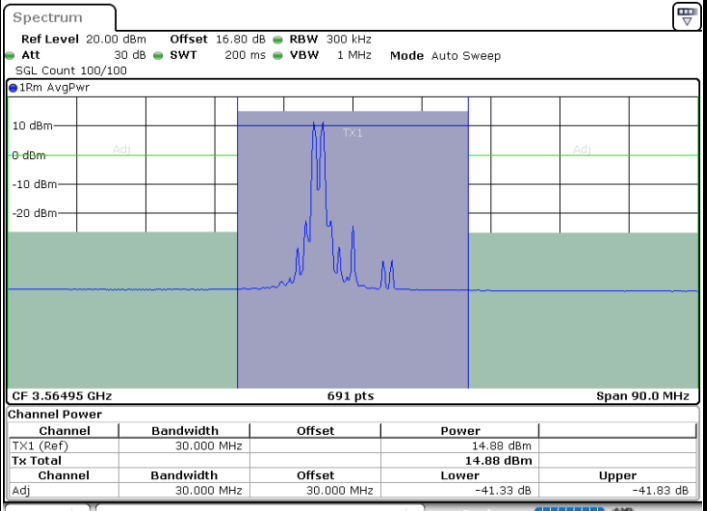 Spectrum
Ref Level 20.00 dBm Offset 16.80 dB RBW 300 kHz
Att 30 dB SWT 200 ms VBW 1 MHz Mode Auto Sweep
SGL Count 100/100
1Rm AvgPwr
10 dBm
TX1
0 dBm
Adj
Adj
-10 dBm
-20 dBm
CF 3.56495 GHz 691 pts Span 90.0 MHz
Channel Power
Channel Bandwidth Offset Power
TX1 (Ref) 30.000 MHz 14.88 dBm
Tx Total 14.88 dBm
Channel Bandwidth Offset Lower Upper
Adj 30.000 MHz 30.000 MHz -41.33 dB -41.83 dB